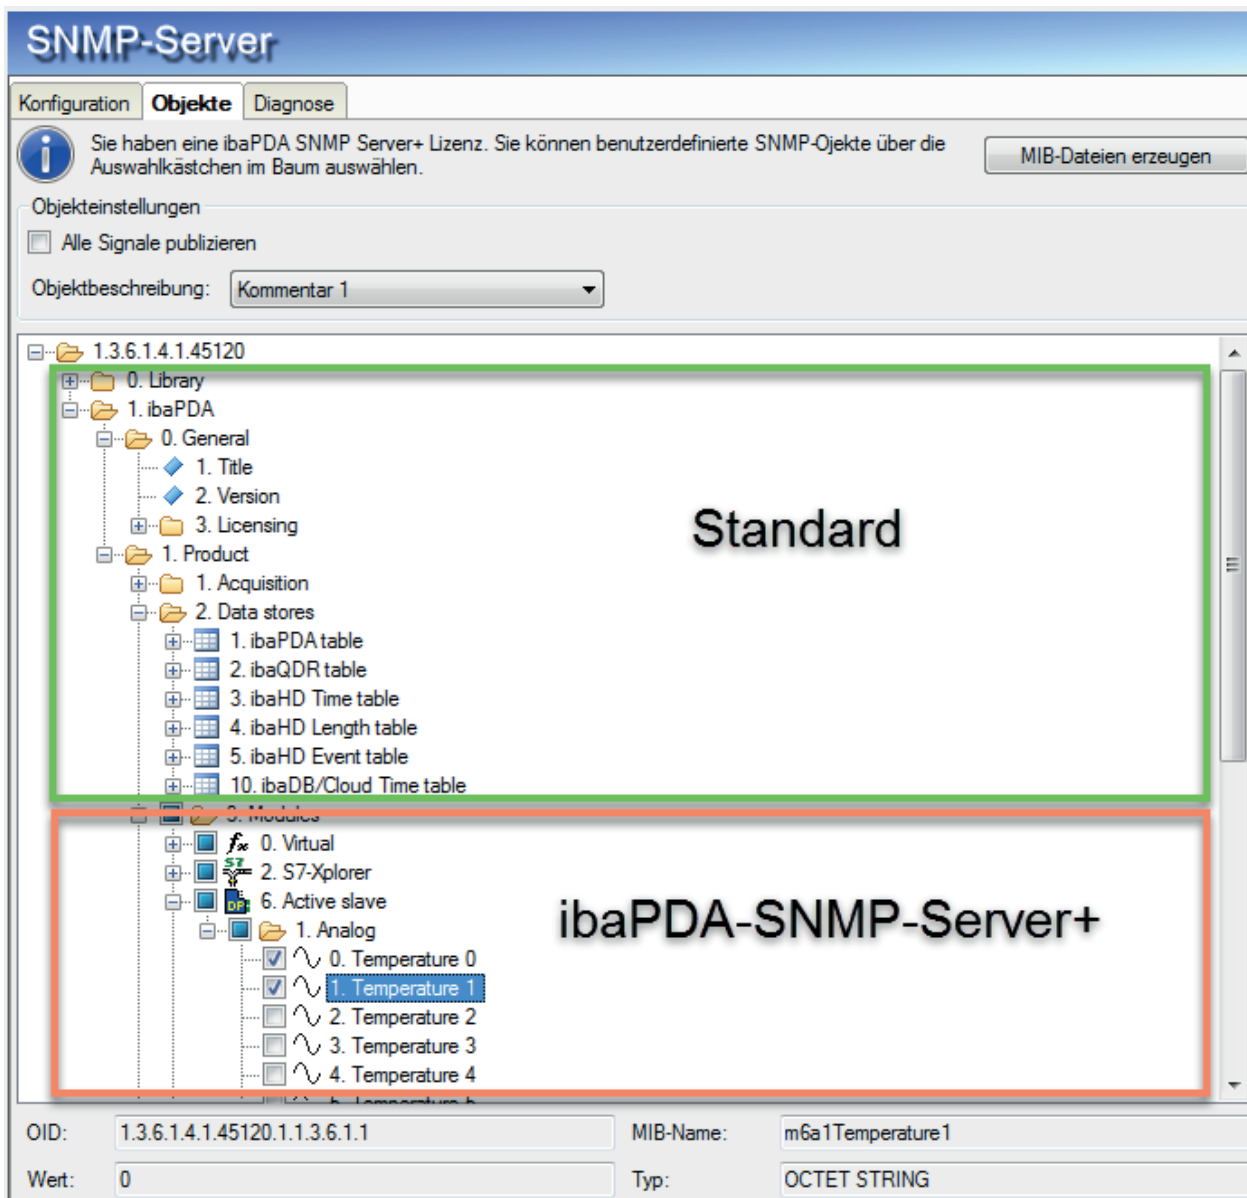 SNMP-Server
Konfiguration Objekte Diagnose
Sie haben eine ibaPDA SNMP Server+ Lizenz. Sie können benutzerdefinierte SNMP-Ojekte über die
Auswahlkästchen im Baum auswählen.
MIB-Dateien erzeugen
Objekteinstellungen
Alle Signale publizieren
Objektbeschreibung: Kommentar 1
1.3.6.1.4.1.45120
0. Library
1. ibaPDA
0. General
1. Title
2. Version
3. Licensing
1. Product
1. Acquisition
2. Data stores
1. ibaPDA table
2. ibaQDR table
3. ibaHD Time table
4. ibaHD Length table
5. ibaHD Event table
10. ibaDB/Cloud Time table
Standard
3. Modules
fx 0. Virtual
S7 2. S7-Xplorer
DP 6. Active slave
1. Analog
0. Temperature 0
1. Temperature 1
2. Temperature 2
3. Temperature 3
4. Temperature 4
ibaPDA-SNMP-Server+
OID: 1.3.6.1.4.1.45120.1.1.3.6.1.1 MIB-Name: m6a1Temperature1
Wert: 0 Typ: OCTET STRING